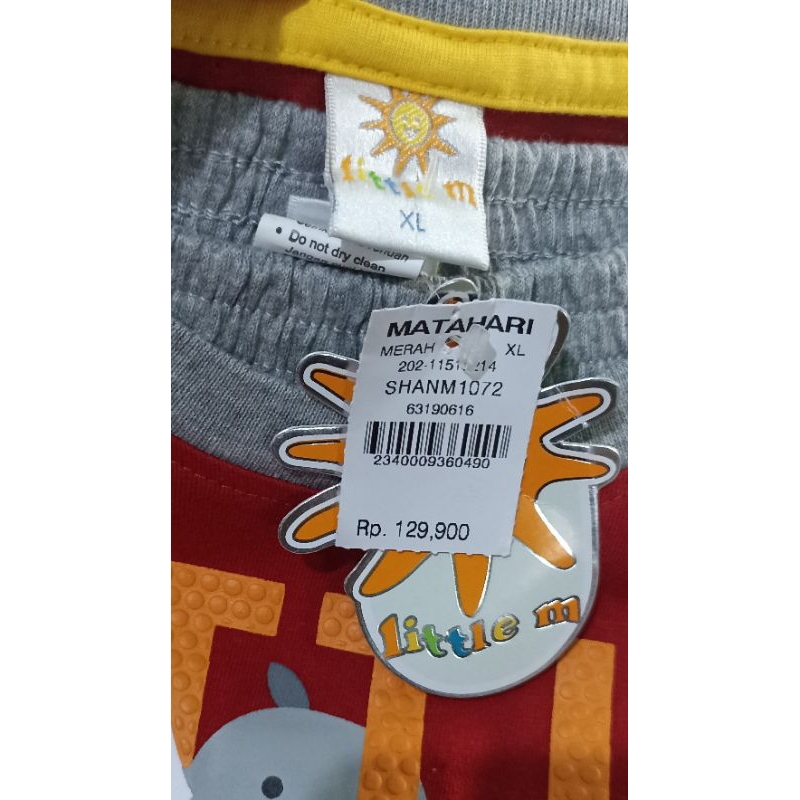 little m
XL
• Do not dry clean
MATAHARI
MERAH XL
SHANM1072
63190616
2340009360490
Rp. 129,900
little m